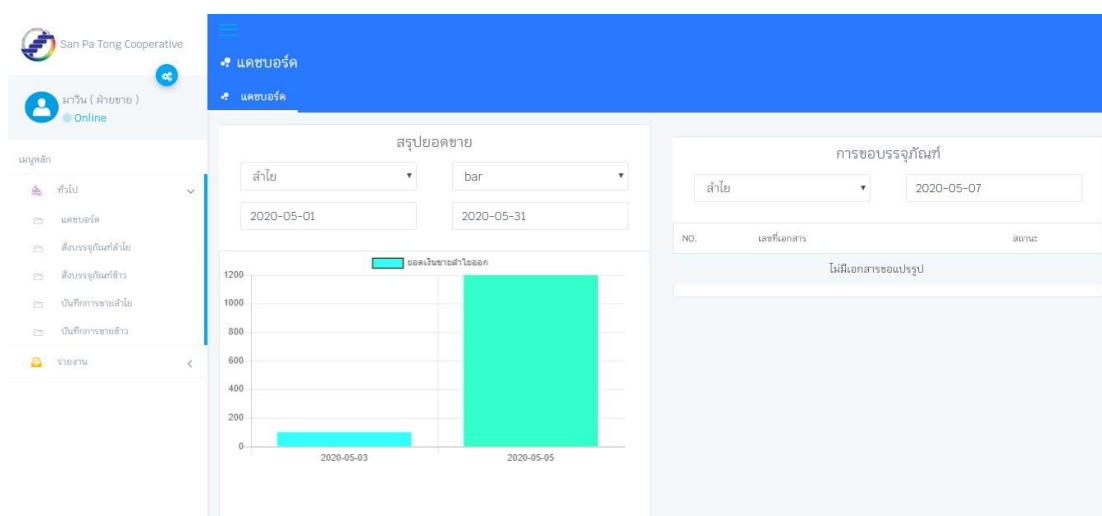 San Pa Tong Cooperative
มาวิน ( ฝ่ายขาย )
Online
เมนูหลัก
ทั่วไป
แดชบอร์ด
สั่งบรรจุภัณฑ์ลำไย
สั่งบรรจุภัณฑ์ข้าว
บันทึกการขายลำไย
บันทึกการขายข้าว
รายงาน
แดชบอร์ด
แดชบอร์ด
สรุปยอดขาย
ลำไย bar
2020-05-01 2020-05-31
ยอดเงินขายลำไยออก
1200
1000
800
600
400
200
0
2020-05-03 2020-05-05
การขอบรรจุภัณฑ์
ลำไย 2020-05-07
NO. เลขที่เอกสาร สถานะ
ไม่มีเอกสารขอแปรรูป